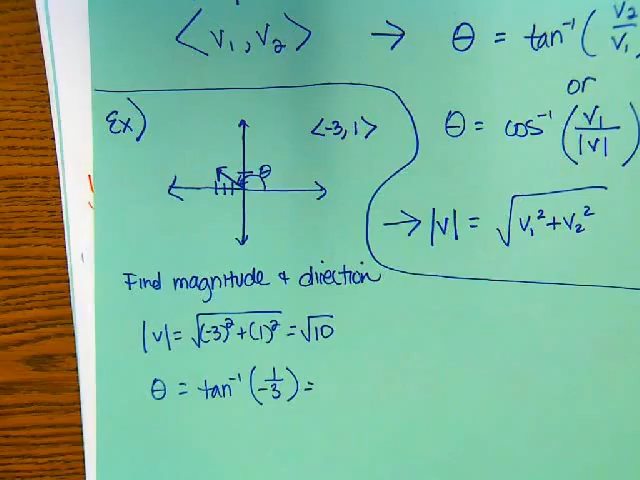 ⟨V₁, V₂⟩ → θ = tan⁻¹(V₂/V₁
or
θ = cos⁻¹(V₁/|V|)
→ |V| = √(V₁² + V₂²)
Ex)
⟨-3, 1⟩
θ
Find magnitude & direction
|V| = √((-3)² + (1)²) = √10
θ = tan⁻¹(1/-3) =